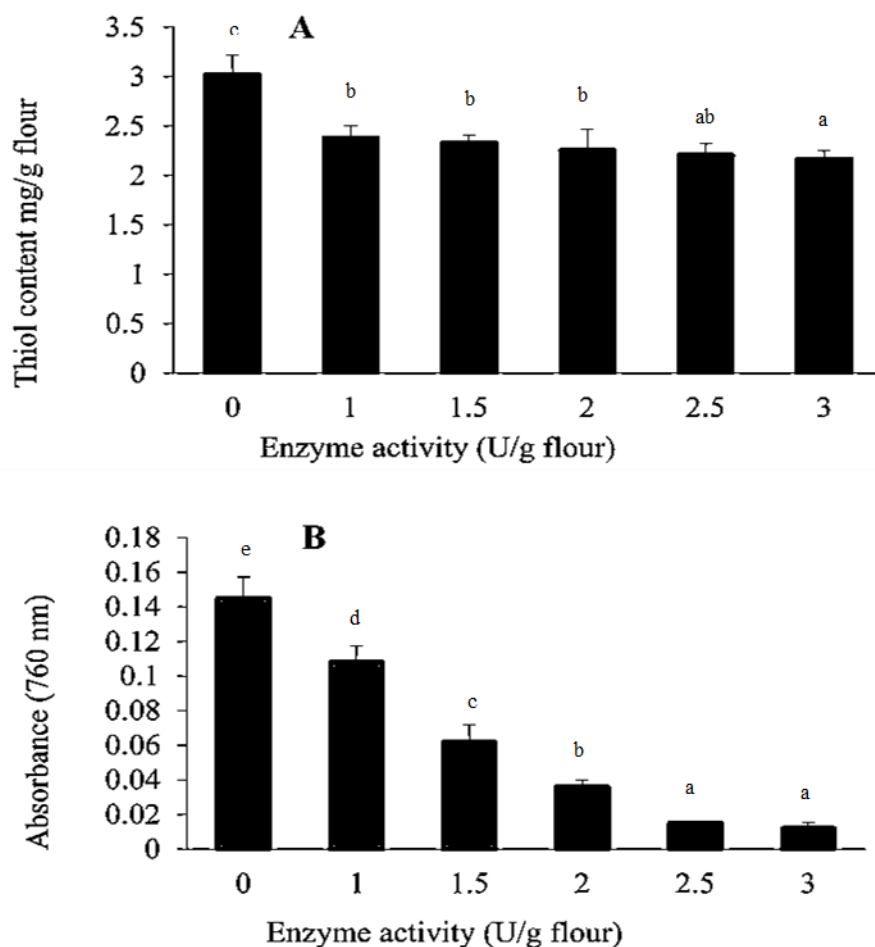 A
Thiol content mg/g flour
3.5
3
2.5
2
1.5
1
0.5
0
c
b
b
b
ab
a
0 1 1.5 2 2.5 3
Enzyme activity (U/g flour)
B
Absorbance (760 nm)
0.18
0.16
0.14
0.12
0.1
0.08
0.06
0.04
0.02
0
e
d
c
b
a
a
0 1 1.5 2 2.5 3
Enzyme activity (U/g flour)